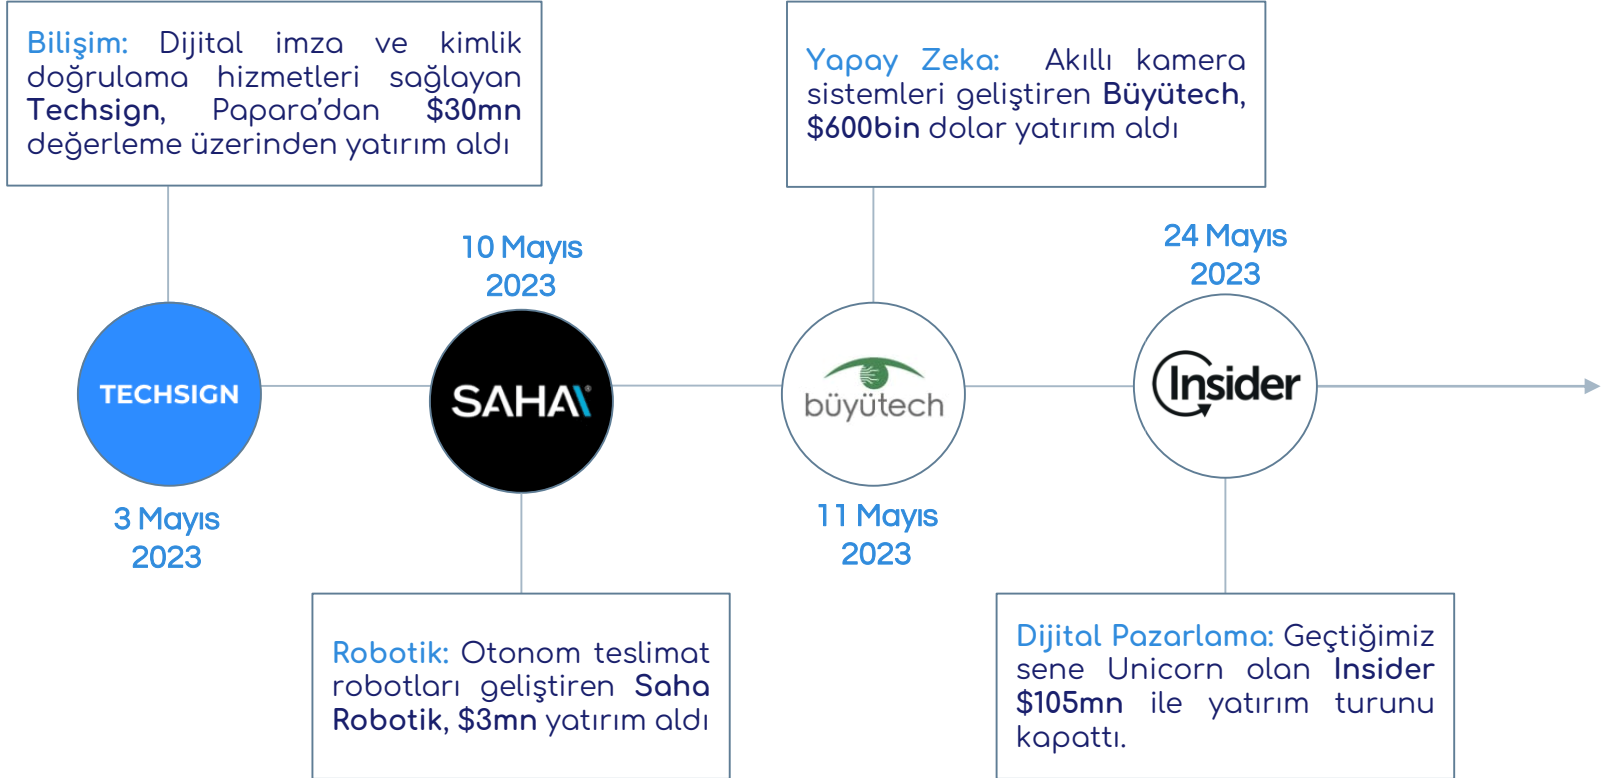 Bilişim: Dijital imza ve kimlik
doğrulama hizmetleri sağlayan
Techsign, Papara’dan $30mn
değerleme üzerinden yatırım aldı
Yapay Zeka: Akıllı kamera
sistemleri geliştiren Büyütech,
$600bin dolar yatırım aldı
10 Mayıs
2023
24 Mayıs
2023
TECHSIGN
SAHA
büyütech
Insider
3 Mayıs
2023
11 Mayıs
2023
Robotik: Otonom teslimat
robotları geliştiren Saha
Robotik, $3mn yatırım aldı
Dijital Pazarlama: Geçtiğimiz
sene Unicorn olan Insider
$105mn ile yatırım turunu
kapattı.